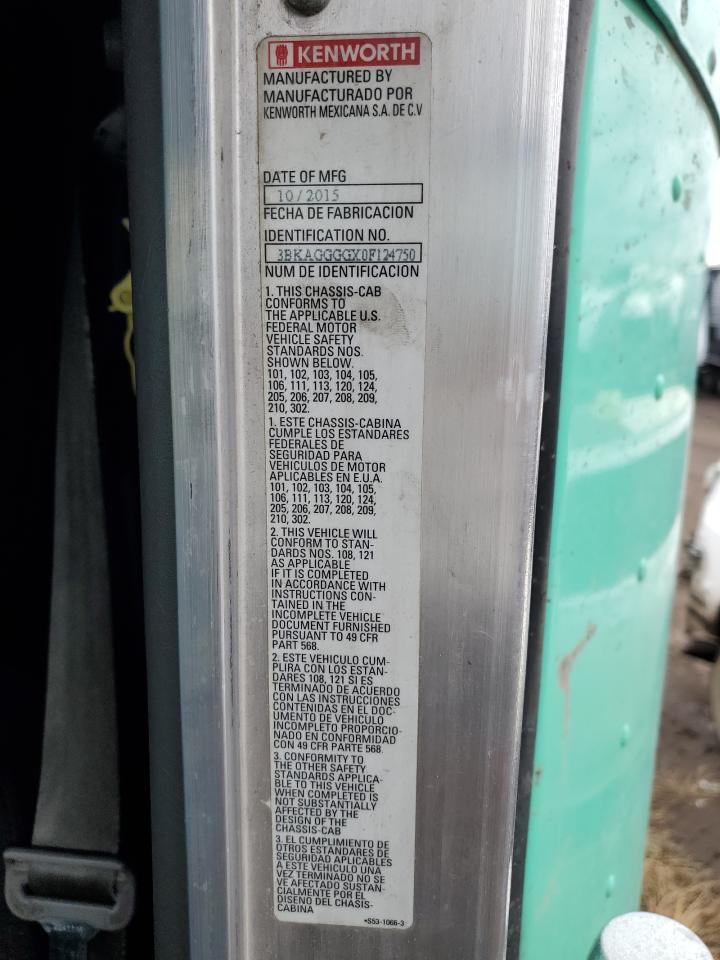 KENWORTH
MANUFACTURED BY
MANUFACTURADO POR
KENWORTH MEXICANA S.A. DE C.V
DATE OF MFG
10/2015
FECHA DE FABRICACION
IDENTIFICATION NO.
3BKAGGGGX0F124750
NUM DE IDENTIFICACION
1. THIS CHASSIS-CAB
CONFORMS TO
THE APPLICABLE U.S.
FEDERAL MOTOR
VEHICLE SAFETY
STANDARDS NOS.
SHOWN BELOW.
101, 102, 103, 104, 105,
106, 111, 113, 120, 124,
205, 206, 207, 208, 209,
210, 302.
1. ESTE CHASSIS-CABINA
CUMPLE LOS ESTANDARES
FEDERALES DE
SEGURIDAD PARA
VEHICULOS DE MOTOR
APLICABLES EN E.U.A.
101, 102, 103, 104, 105,
106, 111, 113, 120, 124,
205, 206, 207, 208, 209,
210, 302.
2. THIS VEHICLE WILL
CONFORM TO STAN-
DARDS NOS. 108, 121
AS APPLICABLE
IF IT IS COMPLETED
IN ACCORDANCE WITH
INSTRUCTIONS CON-
TAINED IN THE
INCOMPLETE VEHICLE
DOCUMENT FURNISHED
PURSUANT TO 49 CFR
PART 568.
2. ESTE VEHICULO CUM-
PLIRA CON LOS ESTAN-
DARES 108, 121 SI ES
TERMINADO DE ACUERDO
CON LAS INSTRUCCIONES
CONTENIDAS EN EL DOC-
UMENTO DE VEHICULO
INCOMPLETO PROPORCIO-
NADO EN CONFORMIDAD
CON 49 CFR PARTE 568.
3. CONFORMITY TO
THE OTHER SAFETY
STANDARDS APPLICA-
BLE TO THIS VEHICLE
WHEN COMPLETED IS
NOT SUBSTANTIALLY
AFFECTED BY THE
DESIGN OF THE
CHASSIS-CAB
3. EL CUMPLIMIENTO DE
OTROS ESTANDARES DE
SEGURIDAD APLICABLES
A ESTE VEHICULO UNA
VEZ TERMINADO NO SE
VE AFECTADO SUSTAN-
CIALMENTE POR EL
DISENO DEL CHASIS-
CABINA
*S53-1066-3